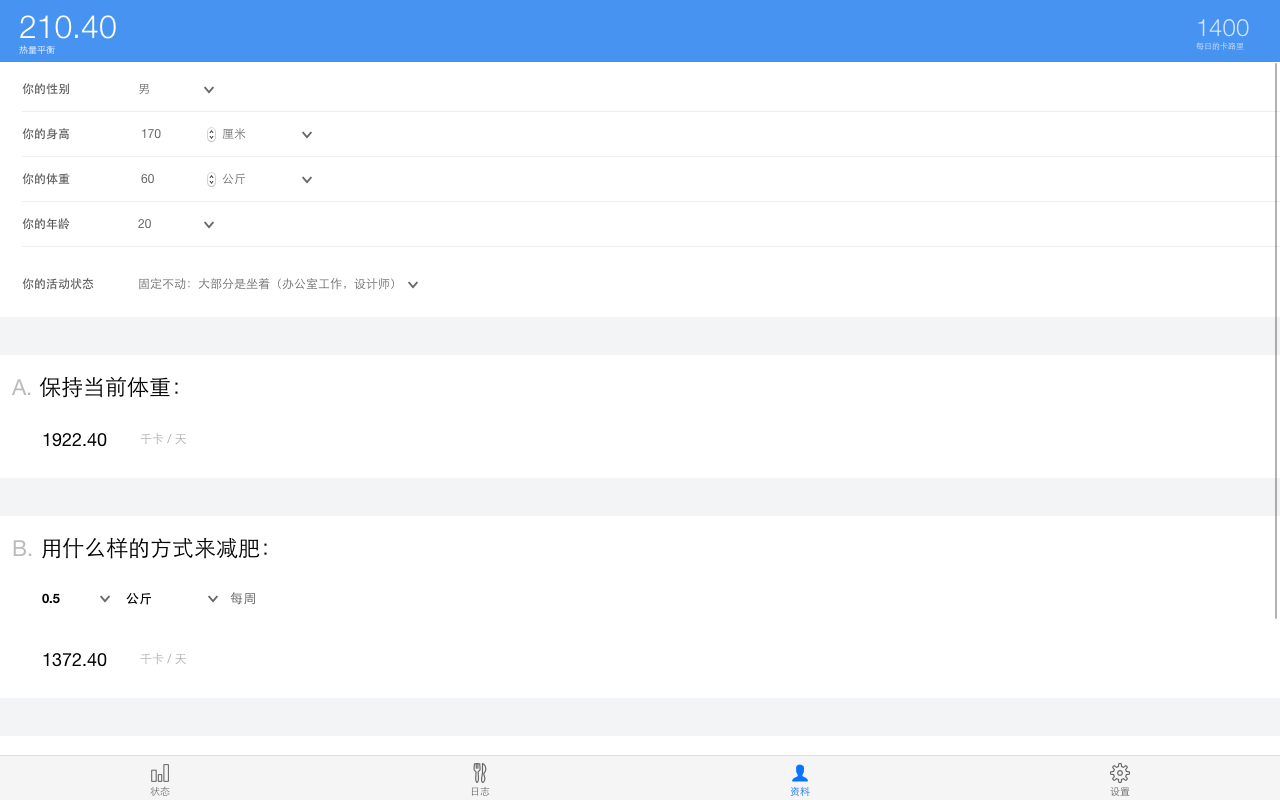 210.40
热量平衡
1400
每日的卡路里
你的性别 男
你的身高 170 厘米
你的体重 60 公斤
你的年龄 20
你的活动状态 固定不动：大部分是坐着（办公室工作，设计师）
A. 保持当前体重：
1922.40 千卡 / 天
B. 用什么样的方式来减肥：
0.5 公斤 每周
1372.40 千卡 / 天
状态 日志 资料 设置